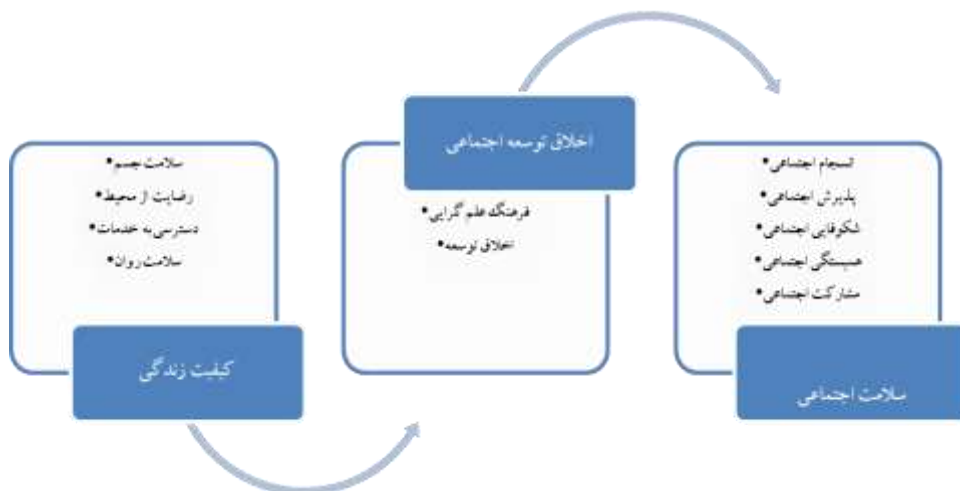 سلامت جسم
رضایت از محیط
دسترسی به خدمات
سلامت روان
کیفیت زندگی
اخلاق توسعه اجتماعی
فرهنگ علم گرایی
اخلاق توسعه
انسجام اجتماعی
پذیرش اجتماعی
شکوفایی اجتماعی
همبستگی اجتماعی
مشارکت اجتماعی
سلامت اجتماعی